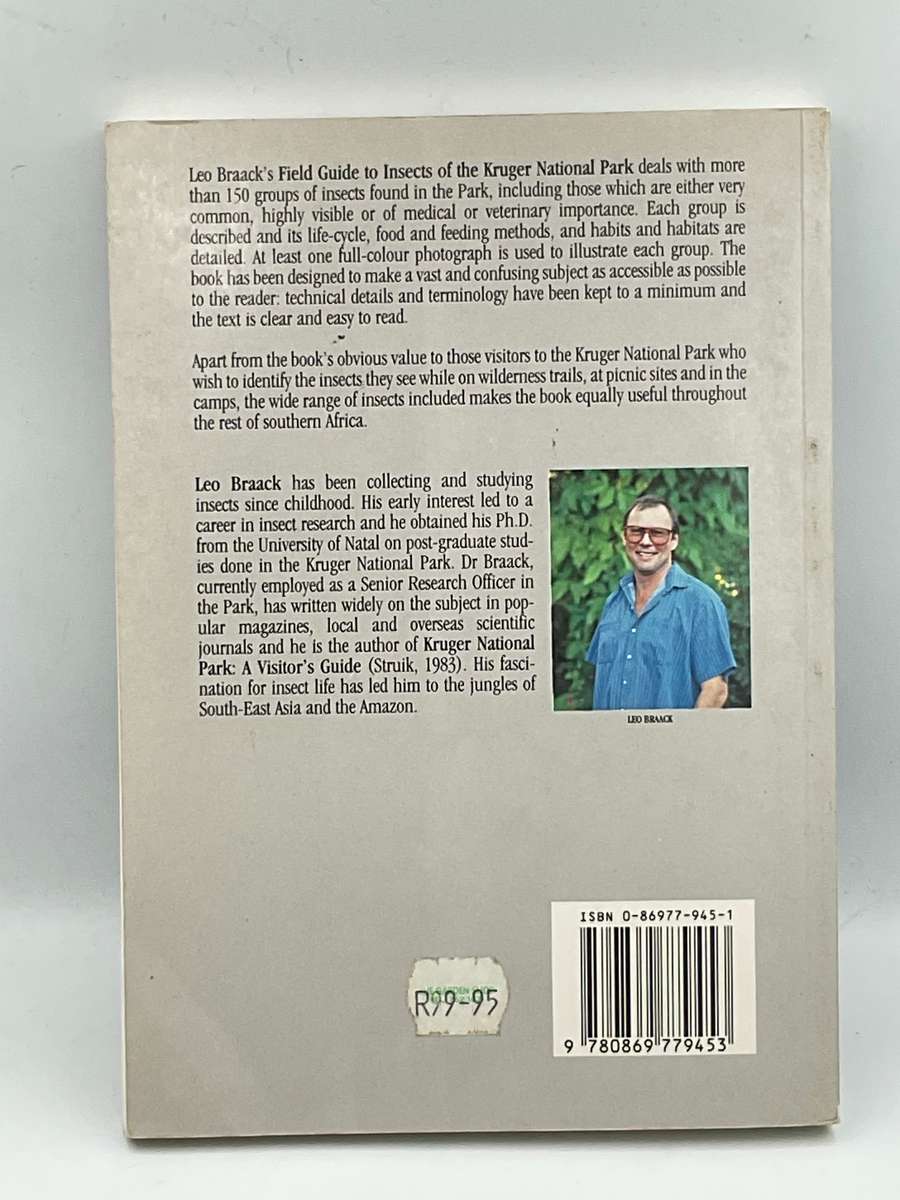 Leo Braack's Field Guide to Insects of the Kruger National Park deals with more
than 150 groups of insects found in the Park, including those which are either very
common, highly visible or of medical or veterinary importance. Each group is
described and its life-cycle, food and feeding methods, and habits and habitats are
detailed. At least one full-colour photograph is used to illustrate each group. The
book has been designed to make a vast and confusing subject as accessible as possible
to the reader: technical details and terminology have been kept to a minimum and
the text is clear and easy to read.
Apart from the book's obvious value to those visitors to the Kruger National Park who
wish to identify the insects they see while on wilderness trails, at picnic sites and in the
camps, the wide range of insects included makes the book equally useful throughout
the rest of southern Africa.
Leo Braack has been collecting and studying
insects since childhood. His early interest led to a
career in insect research and he obtained his Ph.D.
from the University of Natal on post-graduate stud-
ies done in the Kruger National Park. Dr Braack,
currently employed as a Senior Research Officer in
the Park, has written widely on the subject in pop-
ular magazines, local and overseas scientific
journals and he is the author of Kruger National
Park: A Visitor's Guide (Struik, 1983). His fasci-
nation for insect life has led him to the jungles of
South-East Asia and the Amazon.
LEO BRAACK
ISBN 0-86977-945-1
R99-95
9 780869 779453